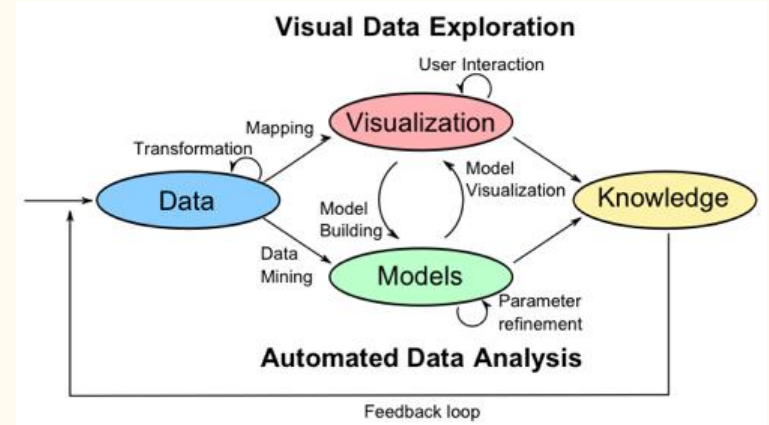 Visual Data Exploration
User Interaction
Mapping
Visualization
Transformation
Data
Model
Visualization
Knowledge
Model
Building
Data
Mining
Models
Parameter
refinement
Automated Data Analysis
Feedback loop